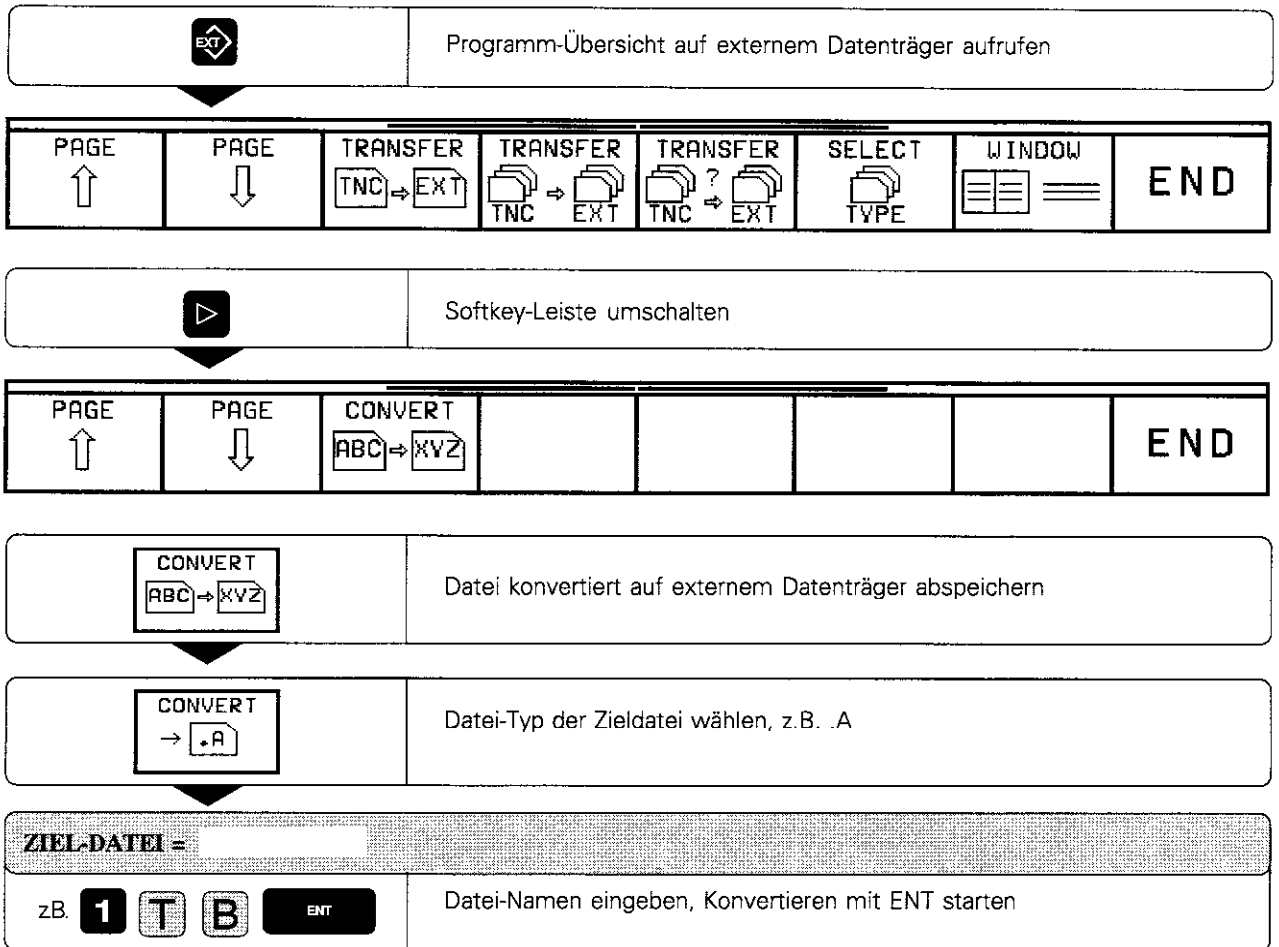 EXT Programm-Übersicht auf externem Datenträger aufrufen
PAGE PAGE TRANSFER TRANSFER TRANSFER SELECT WINDOW
TNC EXT ? END
TNC EXT TNC EXT TYPE
Softkey-Leiste umschalten
PAGE PAGE CONVERT
ABC XYZ END
CONVERT
ABC XYZ Datei konvertiert auf externem Datenträger abspeichern
CONVERT
.A Datei-Typ der Zieldatei wählen, z.B. .A
ZIEL-DATEI =
z.B. 1 T B ENT Datei-Namen eingeben, Konvertieren mit ENT starten